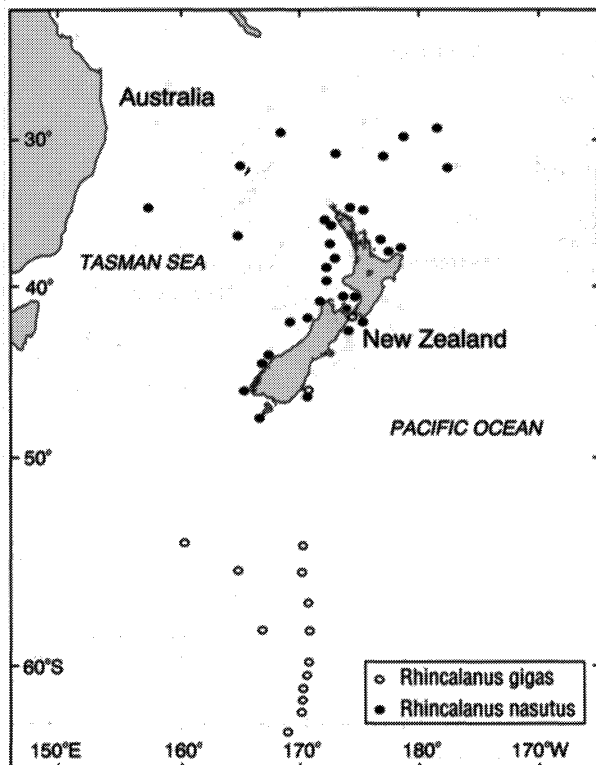 Australia
30°
TASMAN SEA
40°
New Zealand
PACIFIC OCEAN
50°
60°S
Rhincalanus gigas
Rhincalanus nasutus
150°E 160° 170° 180° 170°W